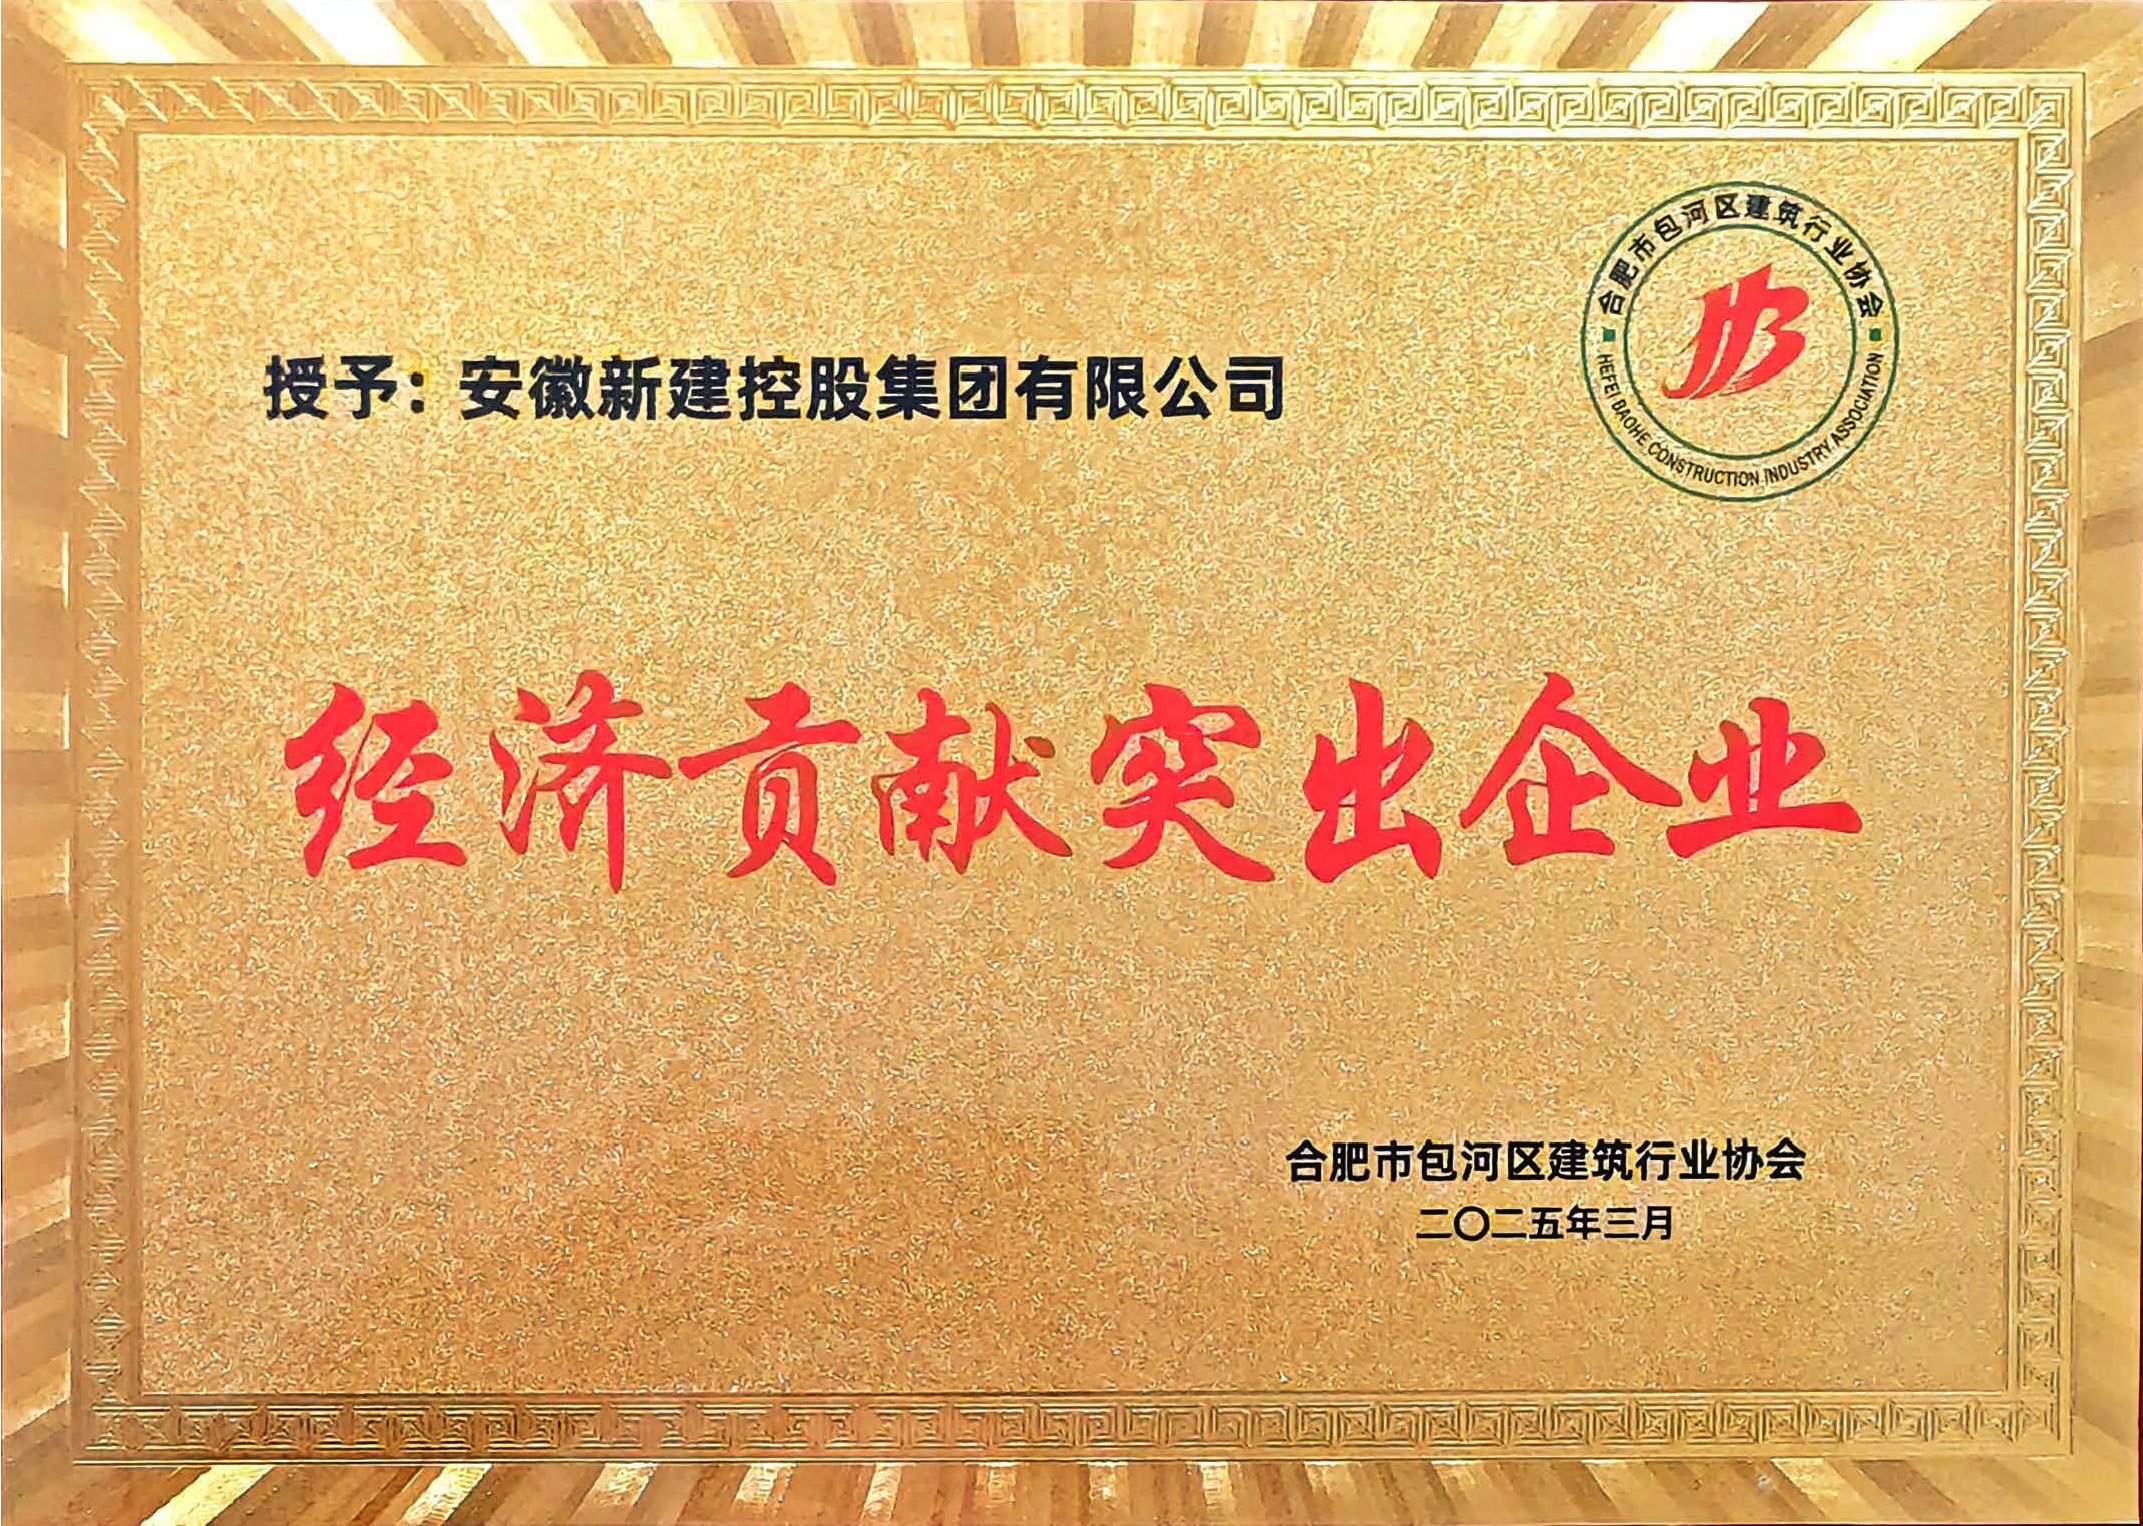 合肥市包河区建筑行业协会
HEFEI BAOHE CONSTRUCTION INDUSTRY ASSOCIATION
授予：安徽新建控股集团有限公司
经济贡献突出企业
合肥市包河区建筑行业协会
二〇二五年三月